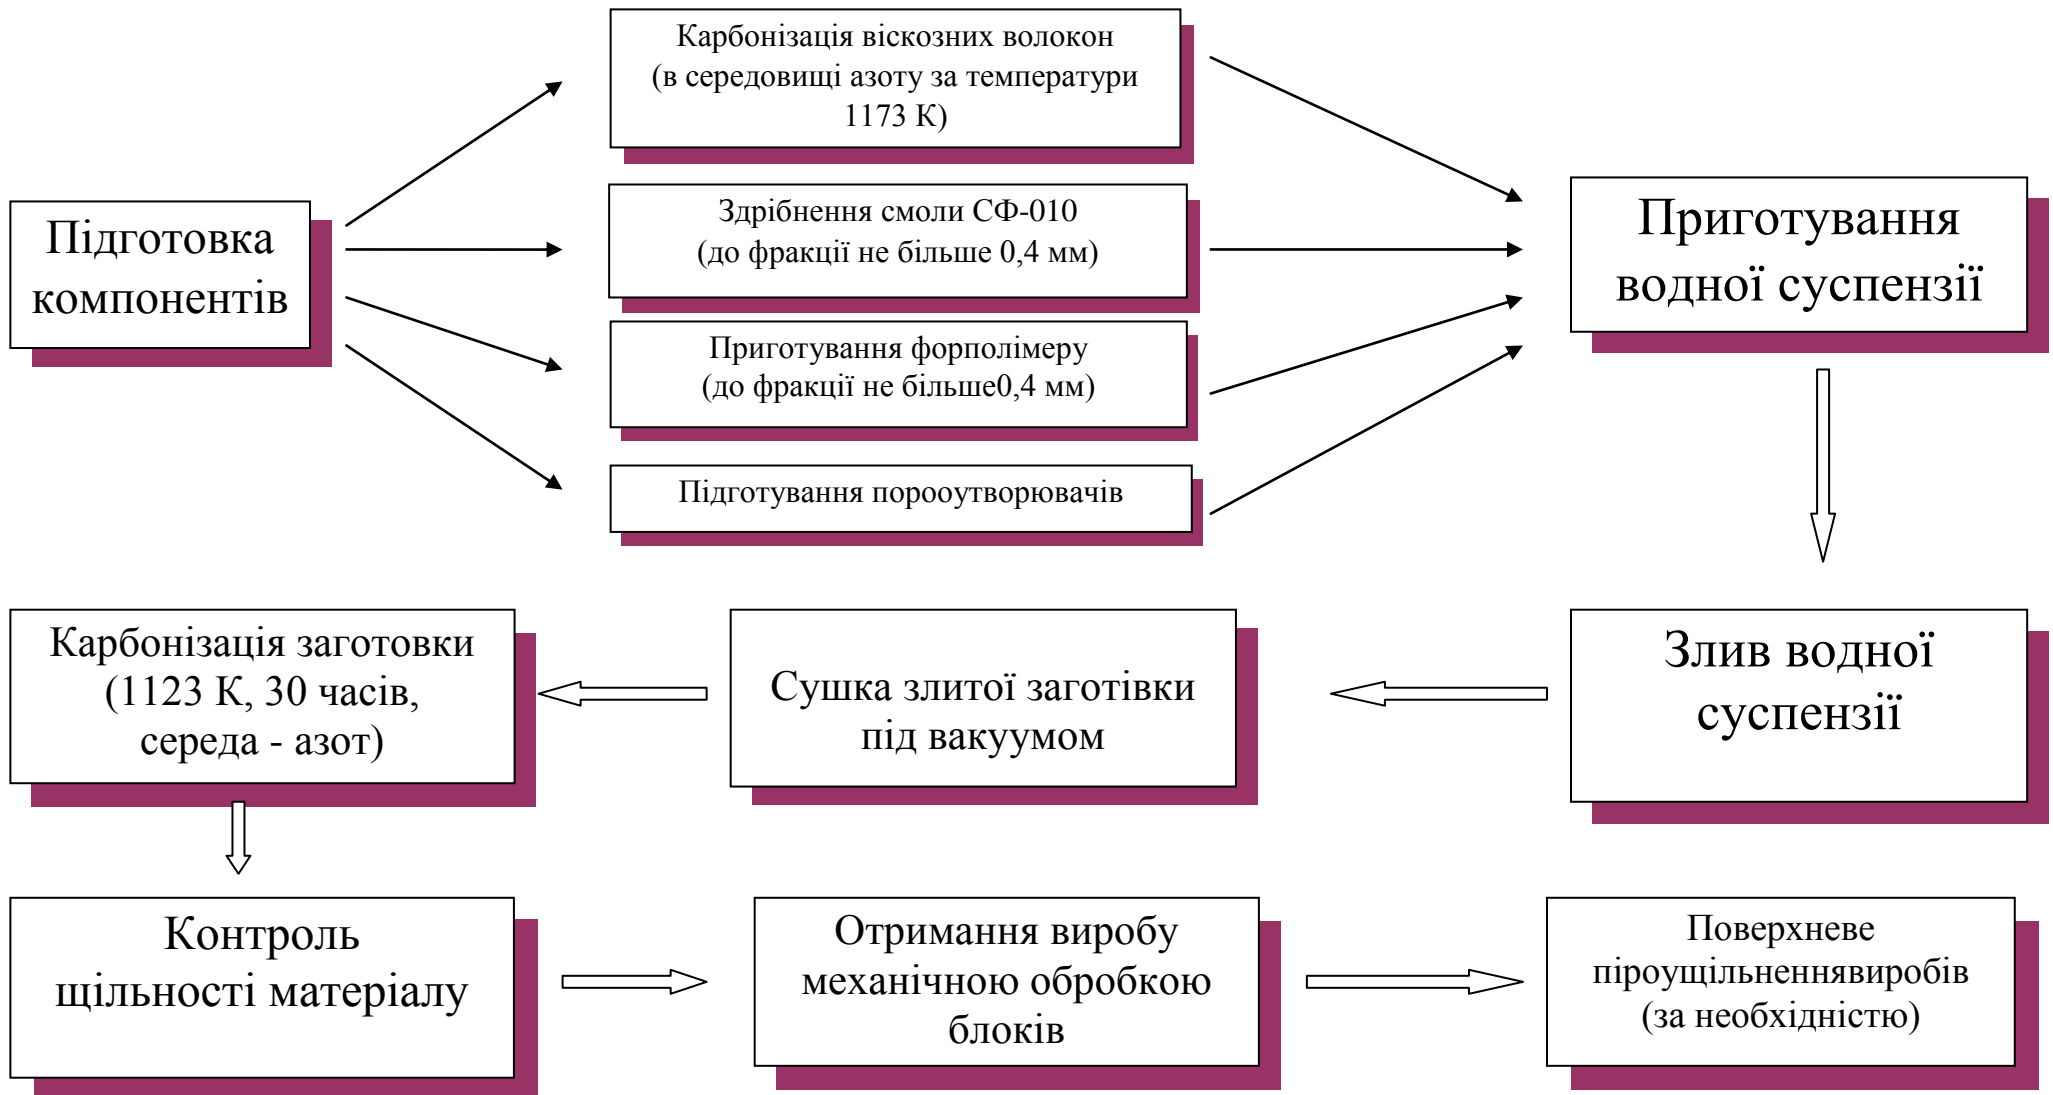 Підготовка
компонентів
Карбонізація віскозних волокон
(в середовищі азоту за температури
1173 К)
Здрібнення смоли СФ-010
(до фракції не більше 0,4 мм)
Приготування форполімеру
(до фракції не більше0,4 мм)
Підготування порооутворювачів
Приготування
водної суспензії
Злив водної
суспензії
Сушка злитої заготівки
під вакуумом
Карбонізація заготовки
(1123 К, 30 часів,
середа - азот)
Контроль
щільності матеріалу
Отримання виробу
механічною обробкою
блоків
Поверхневе
піроущільненнявиробів
(за необхідністю)